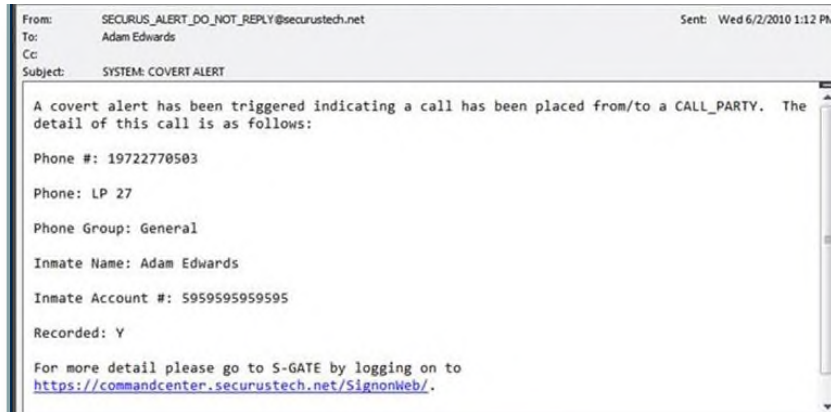 From: SECURUS_ALERT_DO_NOT_REPLY@securustech.net Sent: Wed 6/2/2010 1:12 PM
To: Adam Edwards
Cc:
Subject: SYSTEM: COVERT ALERT
A covert alert has been triggered indicating a call has been placed from/to a CALL_PARTY. The
detail of this call is as follows:
Phone #: 19722770503
Phone: LP 27
Phone Group: General
Inmate Name: Adam Edwards
Inmate Account #: 5959595959595
Recorded: Y
For more detail please go to S-GATE by logging on to
https://commandcenter.securustech.net/SignonWeb/.